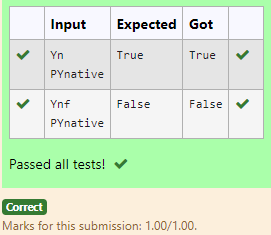 Input Expected Got
Yn True True
PYnative
Ynf False False
PYnative
Passed all tests!
Correct
Marks for this submission: 1.00/1.00.